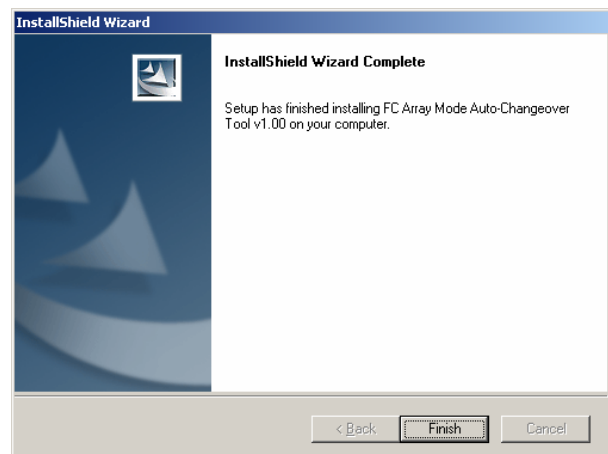 InstallShield Wizard
InstallShield Wizard Complete
Setup has finished installing FC Array Mode Auto-Changeover
Tool v1.00 on your computer.
< Back
Finish
Cancel